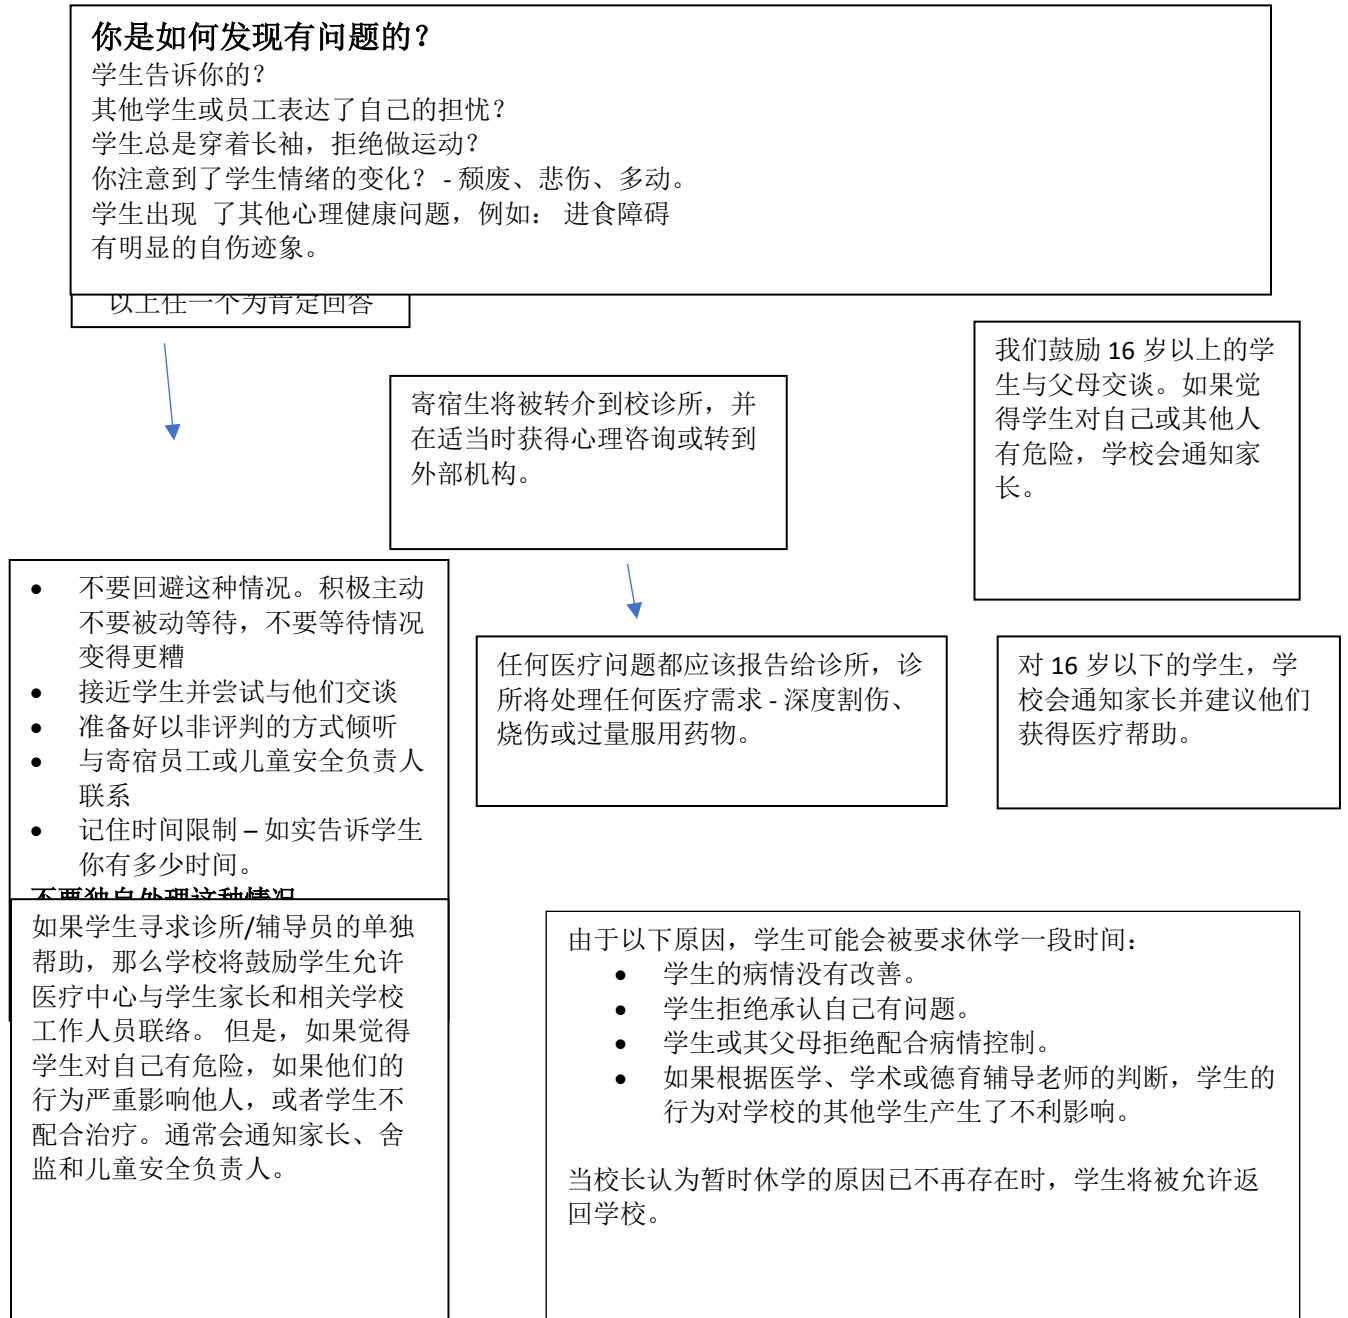 你是如何发现有问题的？
学生告诉你的？
其他学生或员工表达了自己的担忧？
学生总是穿着长袖，拒绝做运动？
你注意到了学生情绪的变化？ - 颓废、悲伤、多动。
学生出现 了其他心理健康问题，例如： 进食障碍
有明显的自伤迹象。
以上任一个为肯定回答
我们鼓励 16 岁以上的学
生与父母交谈。如果觉
得学生对自己或其他人
有危险，学校会通知家
长。
寄宿生将被转介到校诊所，并
在适当时获得心理咨询或转到
外部机构。
• 不要回避这种情况。积极主动
不要被动等待，不要等待情况
变得更糟
• 接近学生并尝试与他们交谈
• 准备好以非评判的方式倾听
• 与寄宿员工或儿童安全负责人
联系
• 记住时间限制 – 如实告诉学生
你有多少时间。
不要独自处理这种情况
任何医疗问题都应该报告给诊所，诊
所将处理任何医疗需求 - 深度割伤、
烧伤或过量服用药物。
对 16 岁以下的学生，学
校会通知家长并建议他们
获得医疗帮助。
如果学生寻求诊所/辅导员的单独
帮助，那么学校将鼓励学生允许
医疗中心与学生家长和相关学校
工作人员联络。 但是，如果觉得
学生对自己有危险，如果他们的
行为严重影响他人，或者学生不
配合治疗。通常会通知家长、舍
监和儿童安全负责人。
由于以下原因，学生可能会被要求休学一段时间：
• 学生的病情没有改善。
• 学生拒绝承认自己有问题。
• 学生或其父母拒绝配合病情控制。
• 如果根据医学、学术或德育辅导老师的判断，学生的
行为对学校的其他学生产生了不利影响。
当校长认为暂时休学的原因已不再存在时，学生将被允许返
回学校。